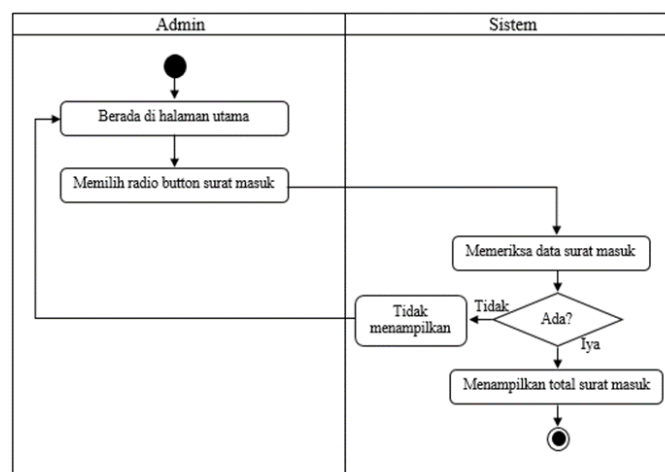 Admin
Sistem
Berada di halaman utama
Memilih radio button surat masuk
Memeriksa data surat masuk
Ada?
Tidak
Tidak
menampilkan
Iya
Menampilkan total surat masuk